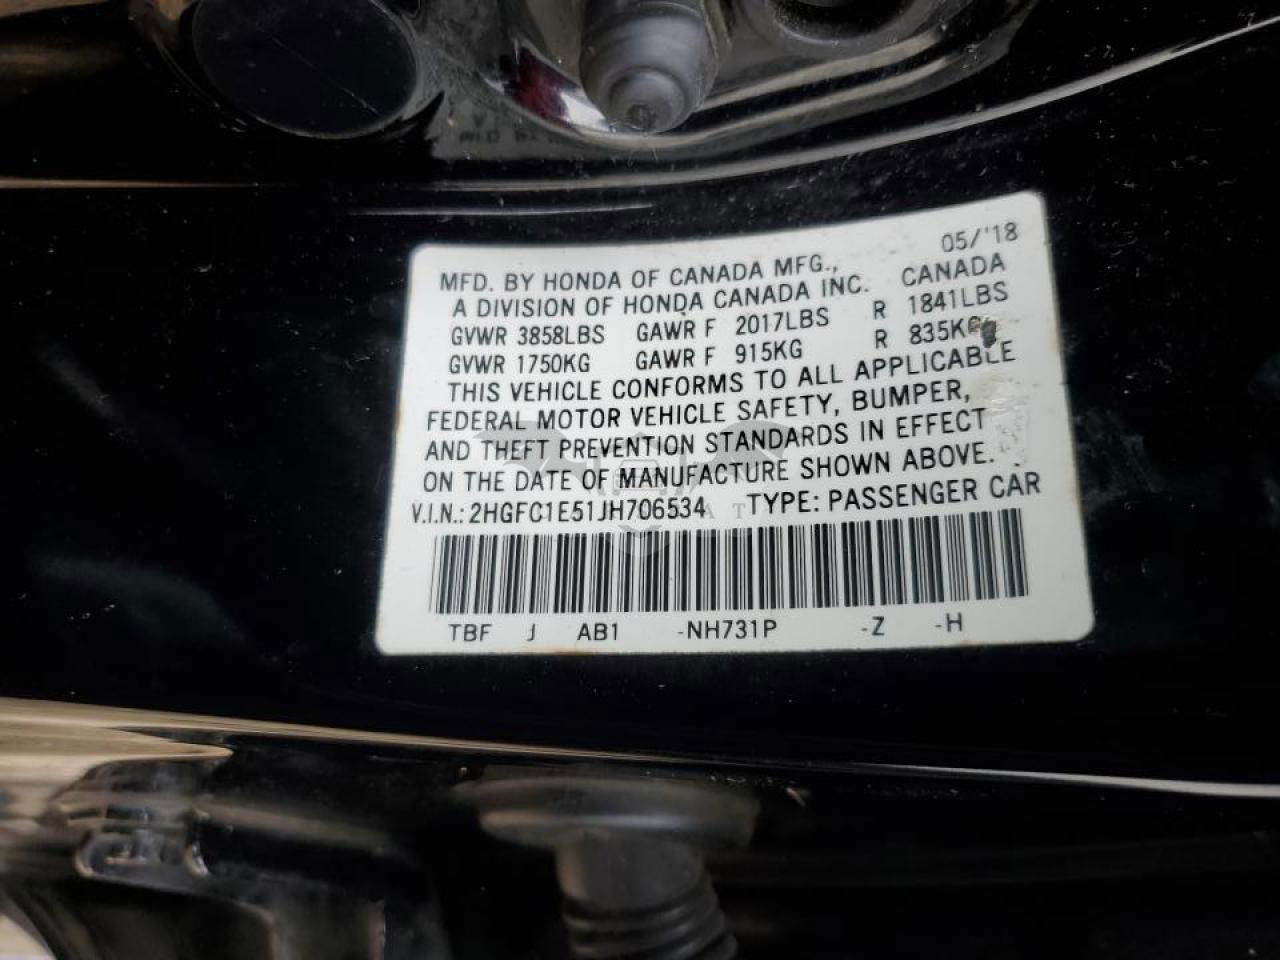 05/'18
MFD. BY HONDA OF CANADA MFG.,
A DIVISION OF HONDA CANADA INC. CANADA
GVWR 3858LBS GAWR F 2017LBS R 1841LBS
GVWR 1750KG GAWR F 915KG R 835KG
THIS VEHICLE CONFORMS TO ALL APPLICABLE
FEDERAL MOTOR VEHICLE SAFETY, BUMPER,
AND THEFT PREVENTION STANDARDS IN EFFECT
ON THE DATE OF MANUFACTURE SHOWN ABOVE.
V.I.N.: 2HGFC1E51JH706534 TYPE: PASSENGER CAR
TBF J AB1 -NH731P -Z -H